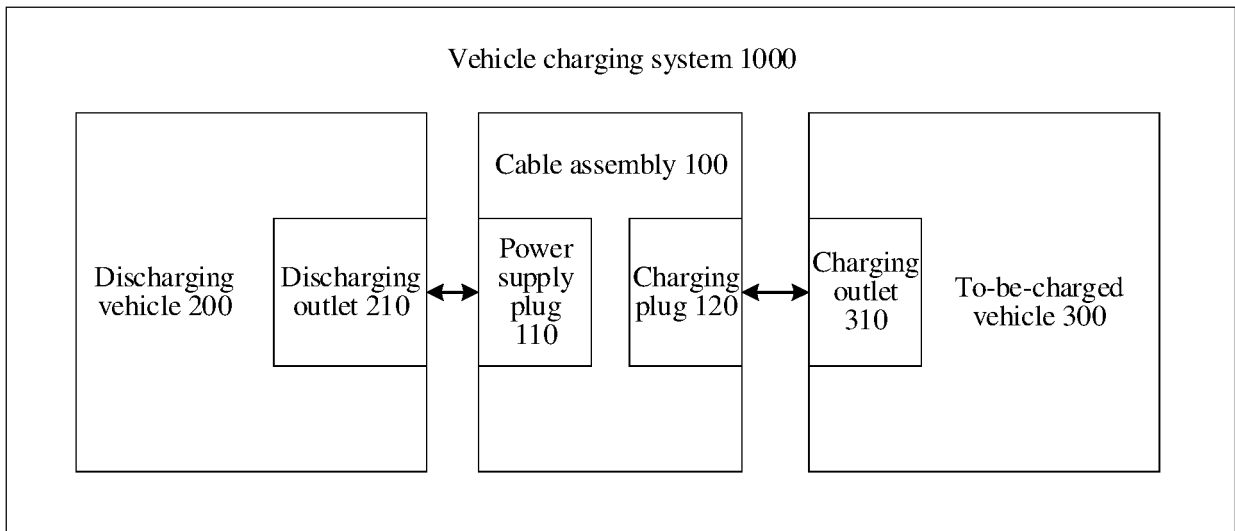 Vehicle charging system 1000
Cable assembly 100
Discharging
vehicle 200
Discharging
outlet 210
Power
supply
plug
110
Charging
plug 120
Charging
outlet
310
To-be-charged
vehicle 300